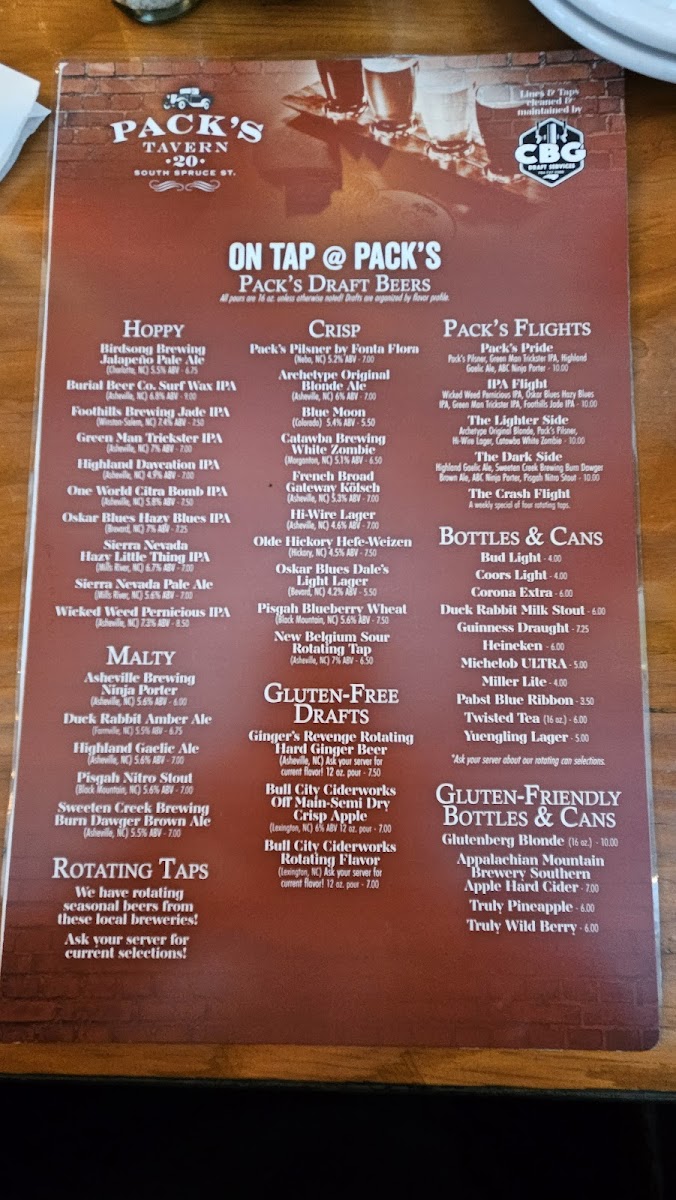 PACK'S
TAVERN
· 20 ·
SOUTH SPRUCE ST.
Lines & Taps
cleaned &
maintained by
CBG
DRAFT SERVICES
ON TAP @ PACK'S
PACK'S DRAFT BEERS
All pours are 16 oz. unless otherwise noted! Drafts are organized by flavor profile.
HOPPY
Birdsong Brewing
Jalapeño Pale Ale
(Charlotte, NC) 5.5% ABV - 6.75
Burial Beer Co. Surf Wax IPA
(Asheville, NC) 6.8% ABV - 9.00
Foothills Brewing Jade IPA
(Winston-Salem, NC) 7.4% ABV - 7.50
Green Man Trickster IPA
(Asheville, NC) 7% ABV - 7.00
Highland Daycation IPA
(Asheville, NC) 4.9% ABV - 7.00
One World Citra Bomb IPA
(Asheville, NC) 5.8% ABV - 7.50
Oskar Blues Hazy Blues IPA
(Brevard, NC) 7% ABV - 7.25
Sierra Nevada
Hazy Little Thing IPA
(Mills River, NC) 6.7% ABV - 7.00
Sierra Nevada Pale Ale
(Mills River, NC) 5.6% ABV - 7.00
Wicked Weed Pernicious IPA
(Asheville, NC) 7.3% ABV - 8.50
MALTY
Asheville Brewing
Ninja Porter
(Asheville, NC) 5.6% ABV - 6.00
Duck Rabbit Amber Ale
(Farmville, NC) 5.5% ABV - 6.75
Highland Gaelic Ale
(Asheville, NC) 5.6% ABV - 7.00
Pisgah Nitro Stout
(Black Mountain, NC) 5.6% ABV - 7.00
Sweeten Creek Brewing
Burn Dawger Brown Ale
(Asheville, NC) 5.5% ABV - 7.00
ROTATING TAPS
We have rotating
seasonal beers from
these local breweries!
Ask your server for
current selections!
CRISP
Pack's Pilsner by Fonta Flora
(Nebo, NC) 5.2% ABV - 7.00
Archetype Original
Blonde Ale
(Asheville, NC) 6% ABV - 7.00
Blue Moon
(Colorado) 5.4% ABV - 5.50
Catawba Brewing
White Zombie
(Morganton, NC) 5.1% ABV - 6.50
French Broad
Gateway Kölsch
(Asheville, NC) 5.3% ABV - 7.00
Hi-Wire Lager
(Asheville, NC) 4.6% ABV - 7.00
Olde Hickory Hefe-Weizen
(Hickory, NC) 4.5% ABV - 7.50
Oskar Blues Dale's
Light Lager
(Bevard, NC) 4.2% ABV - 5.50
Pisgah Blueberry Wheat
(Black Mountain, NC) 5.6% ABV - 7.50
New Belgium Sour
Rotating Tap
(Asheville, NC) 7% ABV - 6.50
GLUTEN-FREE
DRAFTS
Ginger's Revenge Rotating
Hard Ginger Beer
(Asheville, NC) Ask your server for
current flavor! 12 oz. pour - 7.50
Bull City Ciderworks
Off Main-Semi Dry
Crisp Apple
(Lexington, NC) 6% ABV 12 oz. pour - 7.00
Bull City Ciderworks
Rotating Flavor
(Lexington, NC) Ask your server for
current flavor! 12 oz. pour - 7.00
PACK'S FLIGHTS
Pack's Pride
Pack's Pilsner, Green Man Trickster IPA, Highland
Gaelic Ale, ABC Ninja Porter - 10.00
IPA Flight
Wicked Weed Pernicious IPA, Oskar Blues Hazy Blues
IPA, Green Man Trickster IPA, Foothills Jade IPA - 10.00
The Lighter Side
Archetype Original Blonde, Pack's Pilsner,
Hi-Wire Lager, Catawba White Zombie - 10.00
The Dark Side
Highland Gaelic Ale, Sweeten Creek Brewing Burn Dawger
Brown Ale, ABC Ninja Porter, Pisgah Nitro Stout - 10.00
The Crash Flight
A weekly special of four rotating taps.
BOTTLES & CANS
Bud Light - 4.00
Coors Light - 4.00
Corona Extra - 6.00
Duck Rabbit Milk Stout - 6.00
Guinness Draught - 7.25
Heineken - 6.00
Michelob ULTRA - 5.00
Miller Lite - 4.00
Pabst Blue Ribbon - 3.50
Twisted Tea (16 oz.) - 6.00
Yuengling Lager - 5.00
*Ask your server about our rotating can selections.
GLUTEN-FRIENDLY
BOTTLES & CANS
Glutenberg Blonde (16 oz.) - 10.00
Appalachian Mountain
Brewery Southern
Apple Hard Cider - 7.00
Truly Pineapple - 6.00
Truly Wild Berry - 6.00